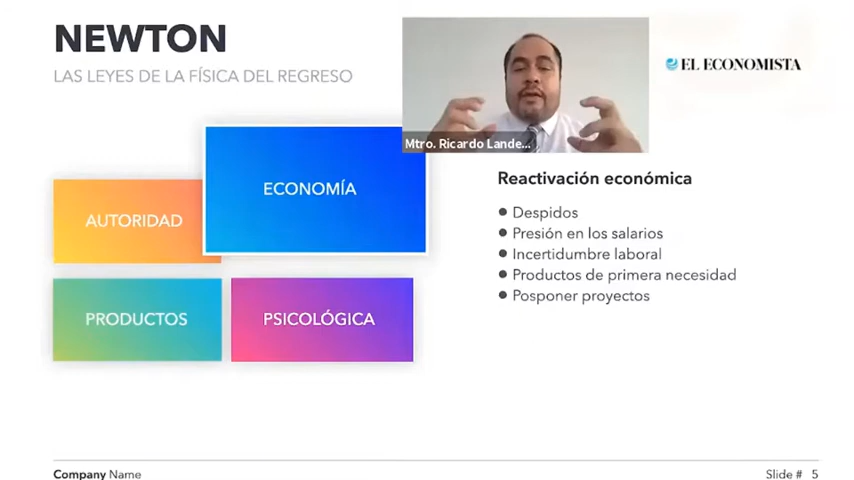 NEWTON
LAS LEYES DE LA FÍSICA DEL REGRESO
Mtro. Ricardo Lande...
EL ECONOMISTA
AUTORIDAD
ECONOMÍA
PRODUCTOS
PSICOLÓGICA
Reactivación económica
● Despidos
● Presión en los salarios
● Incertidumbre laboral
● Productos de primera necesidad
● Posponer proyectos
Company Name
Slide # 5